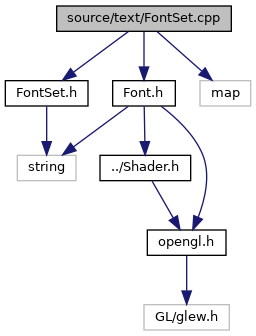 source/text/FontSet.cpp
FontSet.h
Font.h
map
string
../Shader.h
opengl.h
GL/glew.h